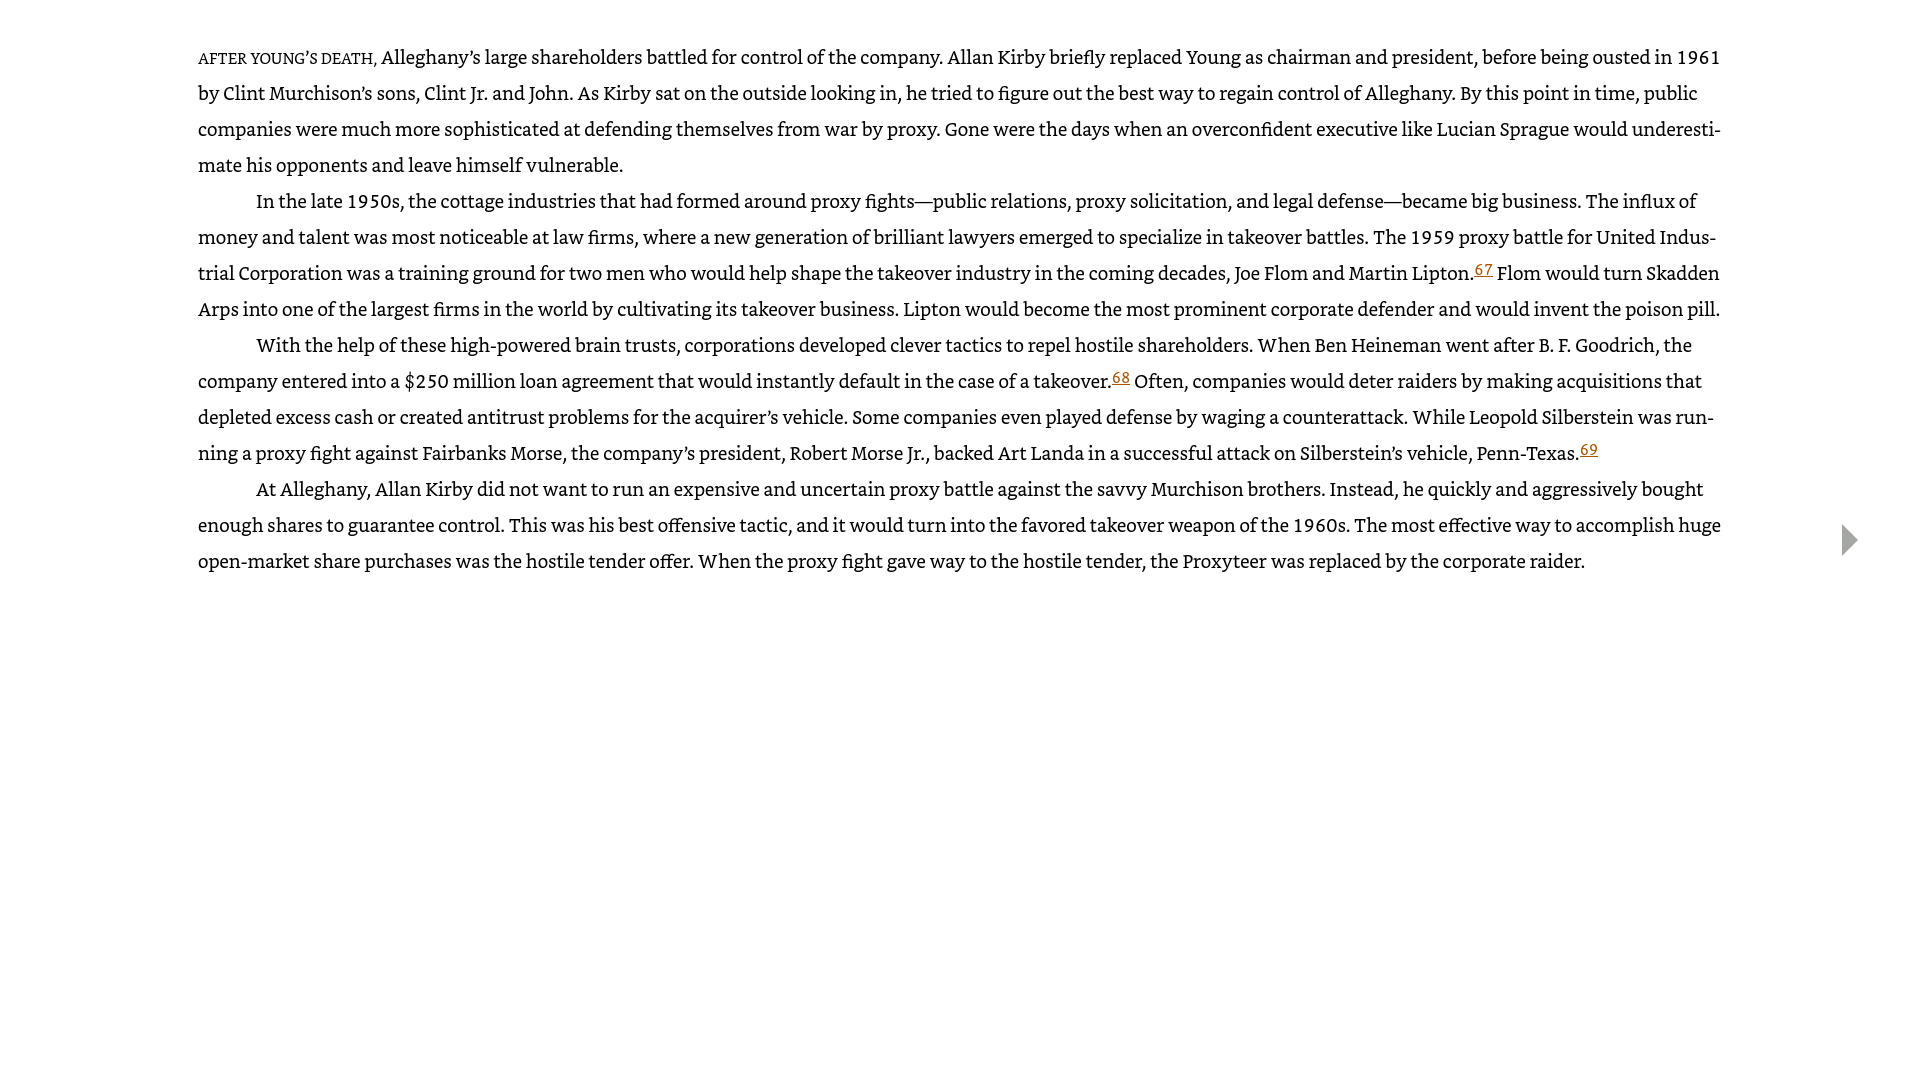 AFTER YOUNG’S DEATH, Alleghany’s large shareholders battled for control of the company. Allan Kirby briefly replaced Young as chairman and president, before being ousted in 1961
by Clint Murchison’s sons, Clint Jr. and John. As Kirby sat on the outside looking in, he tried to figure out the best way to regain control of Alleghany. By this point in time, public
companies were much more sophisticated at defending themselves from war by proxy. Gone were the days when an overconfident executive like Lucian Sprague would underesti-
mate his opponents and leave himself vulnerable.
In the late 1950s, the cottage industries that had formed around proxy fights—public relations, proxy solicitation, and legal defense—became big business. The influx of
money and talent was most noticeable at law firms, where a new generation of brilliant lawyers emerged to specialize in takeover battles. The 1959 proxy battle for United Indus-
trial Corporation was a training ground for two men who would help shape the takeover industry in the coming decades, Joe Flom and Martin Lipton.67 Flom would turn Skadden
Arps into one of the largest firms in the world by cultivating its takeover business. Lipton would become the most prominent corporate defender and would invent the poison pill.
With the help of these high-powered brain trusts, corporations developed clever tactics to repel hostile shareholders. When Ben Heineman went after B. F. Goodrich, the
company entered into a $250 million loan agreement that would instantly default in the case of a takeover.68 Often, companies would deter raiders by making acquisitions that
depleted excess cash or created antitrust problems for the acquirer’s vehicle. Some companies even played defense by waging a counterattack. While Leopold Silberstein was run-
ning a proxy fight against Fairbanks Morse, the company’s president, Robert Morse Jr., backed Art Landa in a successful attack on Silberstein’s vehicle, Penn-Texas.69
At Alleghany, Allan Kirby did not want to run an expensive and uncertain proxy battle against the savvy Murchison brothers. Instead, he quickly and aggressively bought
enough shares to guarantee control. This was his best offensive tactic, and it would turn into the favored takeover weapon of the 1960s. The most effective way to accomplish huge
open-market share purchases was the hostile tender offer. When the proxy fight gave way to the hostile tender, the Proxyteer was replaced by the corporate raider.